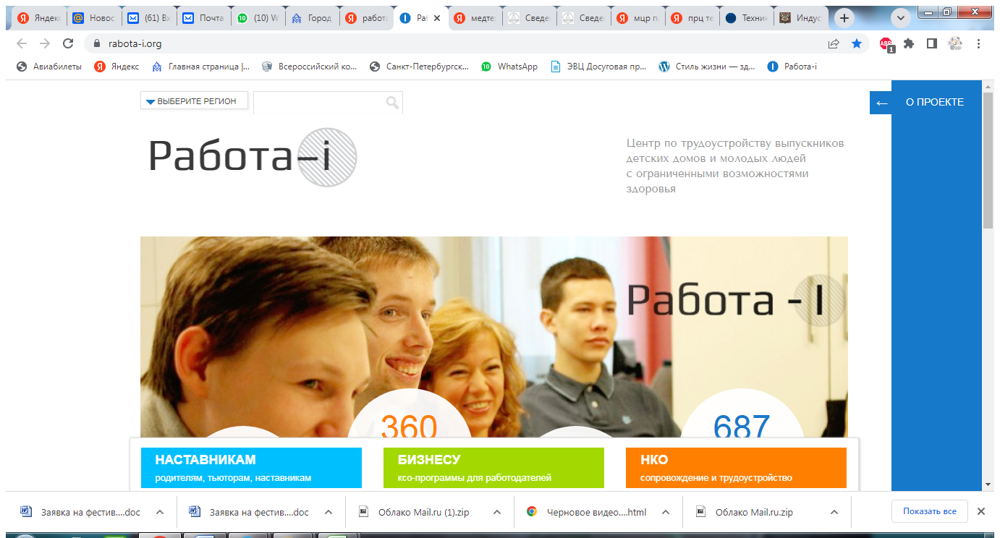 Яндекс
Новос
(61) Вх
Почта
(10) W
Город
работа
Раб
медте
Сведе
Сведе
мцр п
прц те
Техни
Индус
rabota-i.org
ABP
1
Авиабилеты
Яндекс
Главная страница |...
Всероссийский ко...
Санкт-Петербургск...
10
WhatsApp
ЭВЦ Досуговая пр...
Стиль жизни — зд...
Работа-i
ВЫБЕРИТЕ РЕГИОН
← О ПРОЕКТЕ
Работа-i
Центр по трудоустройству выпускников
детских домов и молодых людей
с ограниченными возможностями
здоровья
Работа - I
360
687
НАСТАВНИКАМ
родителям, тьюторам, наставникам
БИЗНЕСУ
ксо-программы для работодателей
НКО
сопровождение и трудоустройство
Заявка на фестив....doc
Заявка на фестив....doc
Облако Mail.ru (1).zip
Черновое видео....html
Облако Mail.ru.zip
Показать все